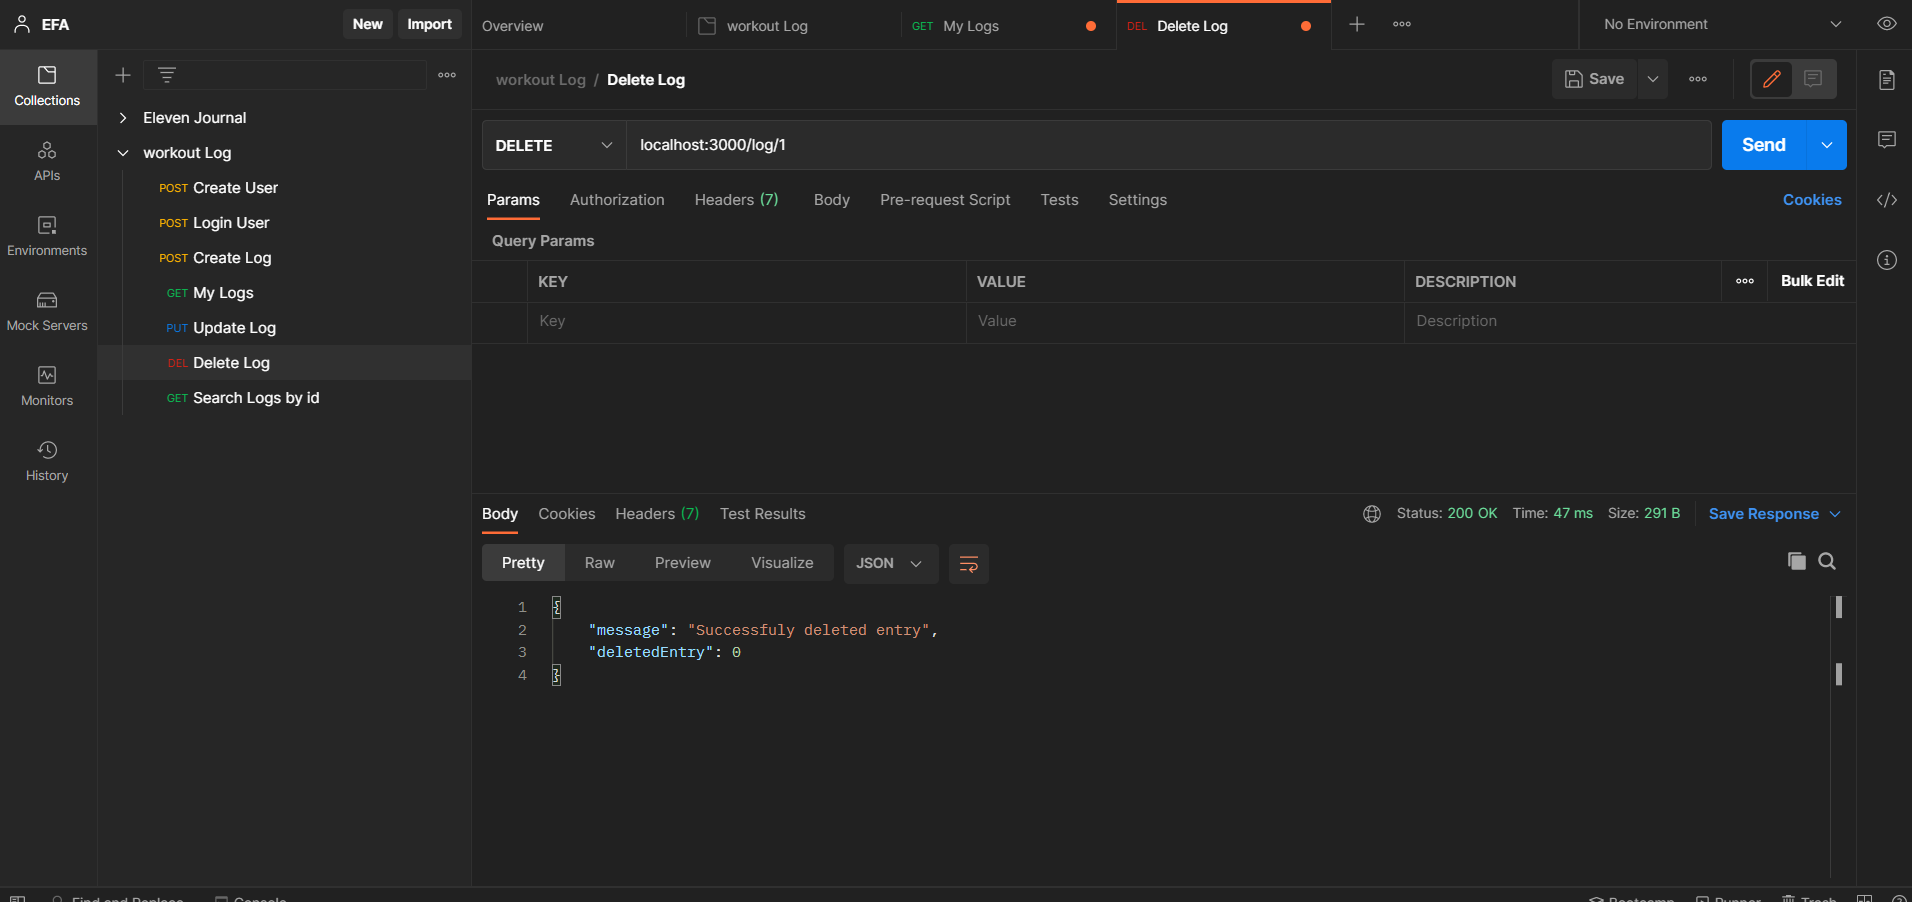 EFA
New
Import
Overview
workout Log
GET My Logs
DEL Delete Log
No Environment
Collections
APIs
Environments
Mock Servers
Monitors
History
Eleven Journal
workout Log
POST Create User
POST Login User
POST Create Log
GET My Logs
PUT Update Log
DEL Delete Log
GET Search Logs by id
workout Log / Delete Log
Save
DELETE
localhost:3000/log/1
Send
Params
Authorization
Headers (7)
Body
Pre-request Script
Tests
Settings
Cookies
Query Params
KEY
VALUE
DESCRIPTION
Bulk Edit
Key
Value
Description
Body
Cookies
Headers (7)
Test Results
Status: 200 OK
Time: 47 ms
Size: 291 B
Save Response
Pretty
Raw
Preview
Visualize
JSON
1 {
2 "message": "Successfuly deleted entry",
3 "deletedEntry": 0
4 }
Find and Replace
Console
Bootcamp
Runner
Trash